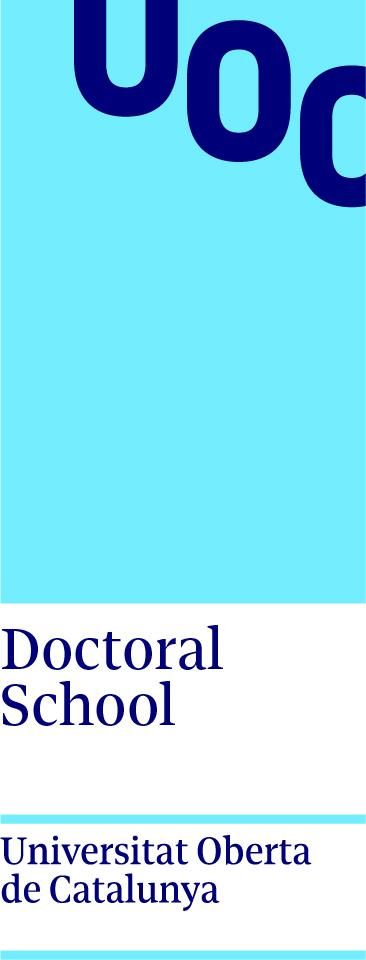 UOC
Doctoral
School
Universitat Oberta
de Catalunya